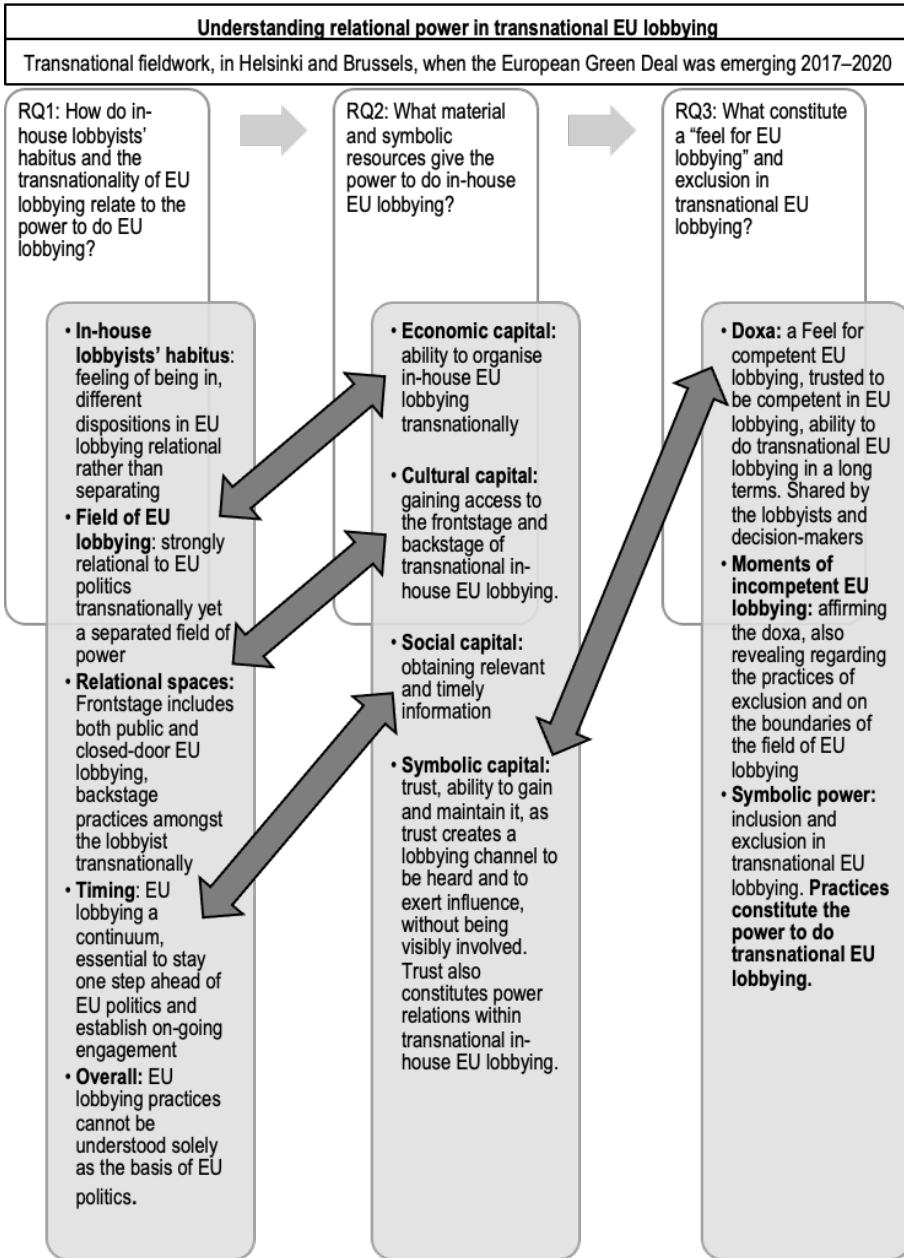 Understanding relational power in transnational EU lobbying
Transnational fieldwork, in Helsinki and Brussels, when the European Green Deal was emerging 2017–2020
RQ1: How do in-
house lobbyists’
habitus and the
transnationality of EU
lobbying relate to the
power to do EU
lobbying?
• In-house
lobbyists’ habitus:
feeling of being in,
different
dispositions in EU
lobbying relational
rather than
separating
• Field of EU
lobbying: strongly
relational to EU
politics
transnationally yet
a separated field of
power
• Relational spaces:
Frontstage includes
both public and
closed-door EU
lobbying,
backstage
practices amongst
the lobbyist
transnationally
• Timing: EU
lobbying a
continuum,
essential to stay
one step ahead of
EU politics and
establish on-going
engagement
• Overall: EU
lobbying practices
cannot be
understood solely
as the basis of EU
politics.
RQ2: What material
and symbolic
resources give the
power to do in-house
EU lobbying?
• Economic capital:
ability to organise
in-house EU
lobbying
transnationally
• Cultural capital:
gaining access to
the frontstage and
backstage of
transnational in-
house EU lobbying.
• Social capital:
obtaining relevant
and timely
information
• Symbolic capital:
trust, ability to gain
and maintain it, as
trust creates a
lobbying channel to
be heard and to
exert influence,
without being
visibly involved.
Trust also
constitutes power
relations within
transnational in-
house EU lobbying.
RQ3: What constitute
a “feel for EU
lobbying” and
exclusion in
transnational EU
lobbying?
• Doxa: a Feel for
competent EU
lobbying, trusted to
be competent in EU
lobbying, ability to
do transnational EU
lobbying in a long
terms. Shared by
the lobbyists and
decision-makers
• Moments of
incompetent EU
lobbying: affirming
the doxa, also
revealing regarding
the practices of
exclusion and on
the boundaries of
the field of EU
lobbying
• Symbolic power:
inclusion and
exclusion in
transnational EU
lobbying. Practices
constitute the
power to do
transnational EU
lobbying.